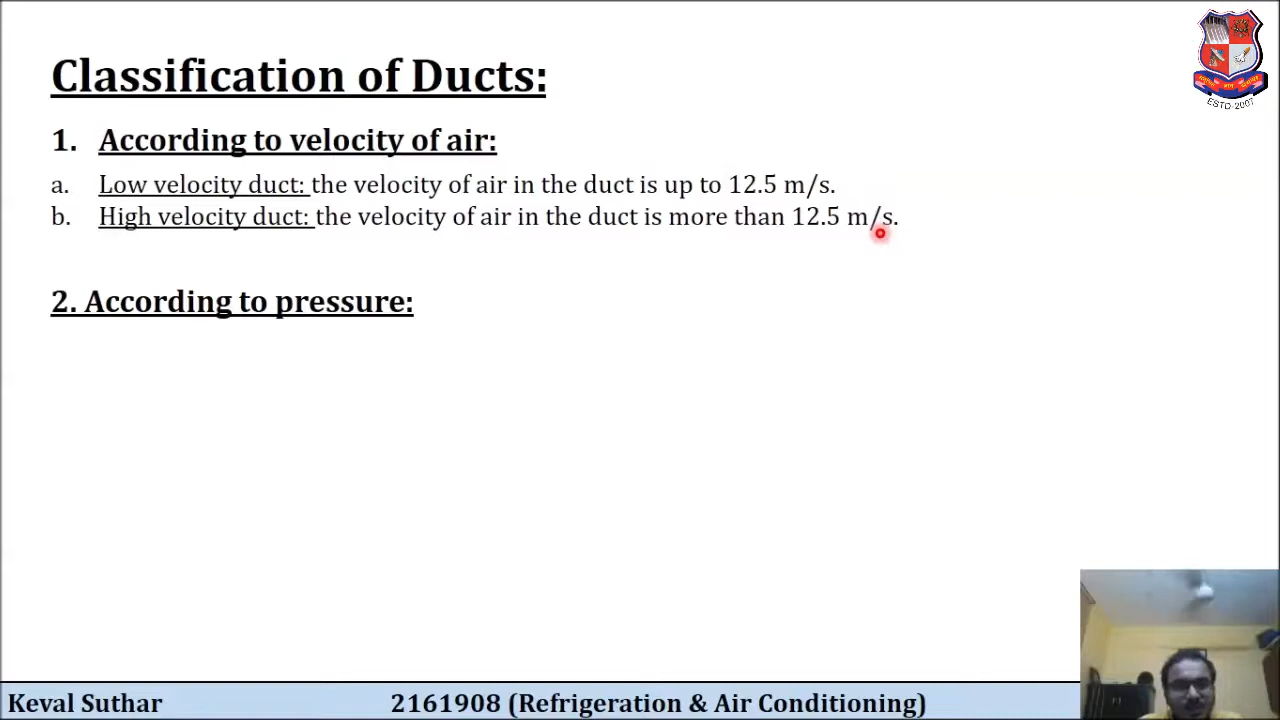 Classification of Ducts:
1. According to velocity of air:
a. Low velocity duct: the velocity of air in the duct is up to 12.5 m/s.
b. High velocity duct: the velocity of air in the duct is more than 12.5 m/s.
2. According to pressure:
Keval Suthar
2161908 (Refrigeration & Air Conditioning)
ESTD-2007